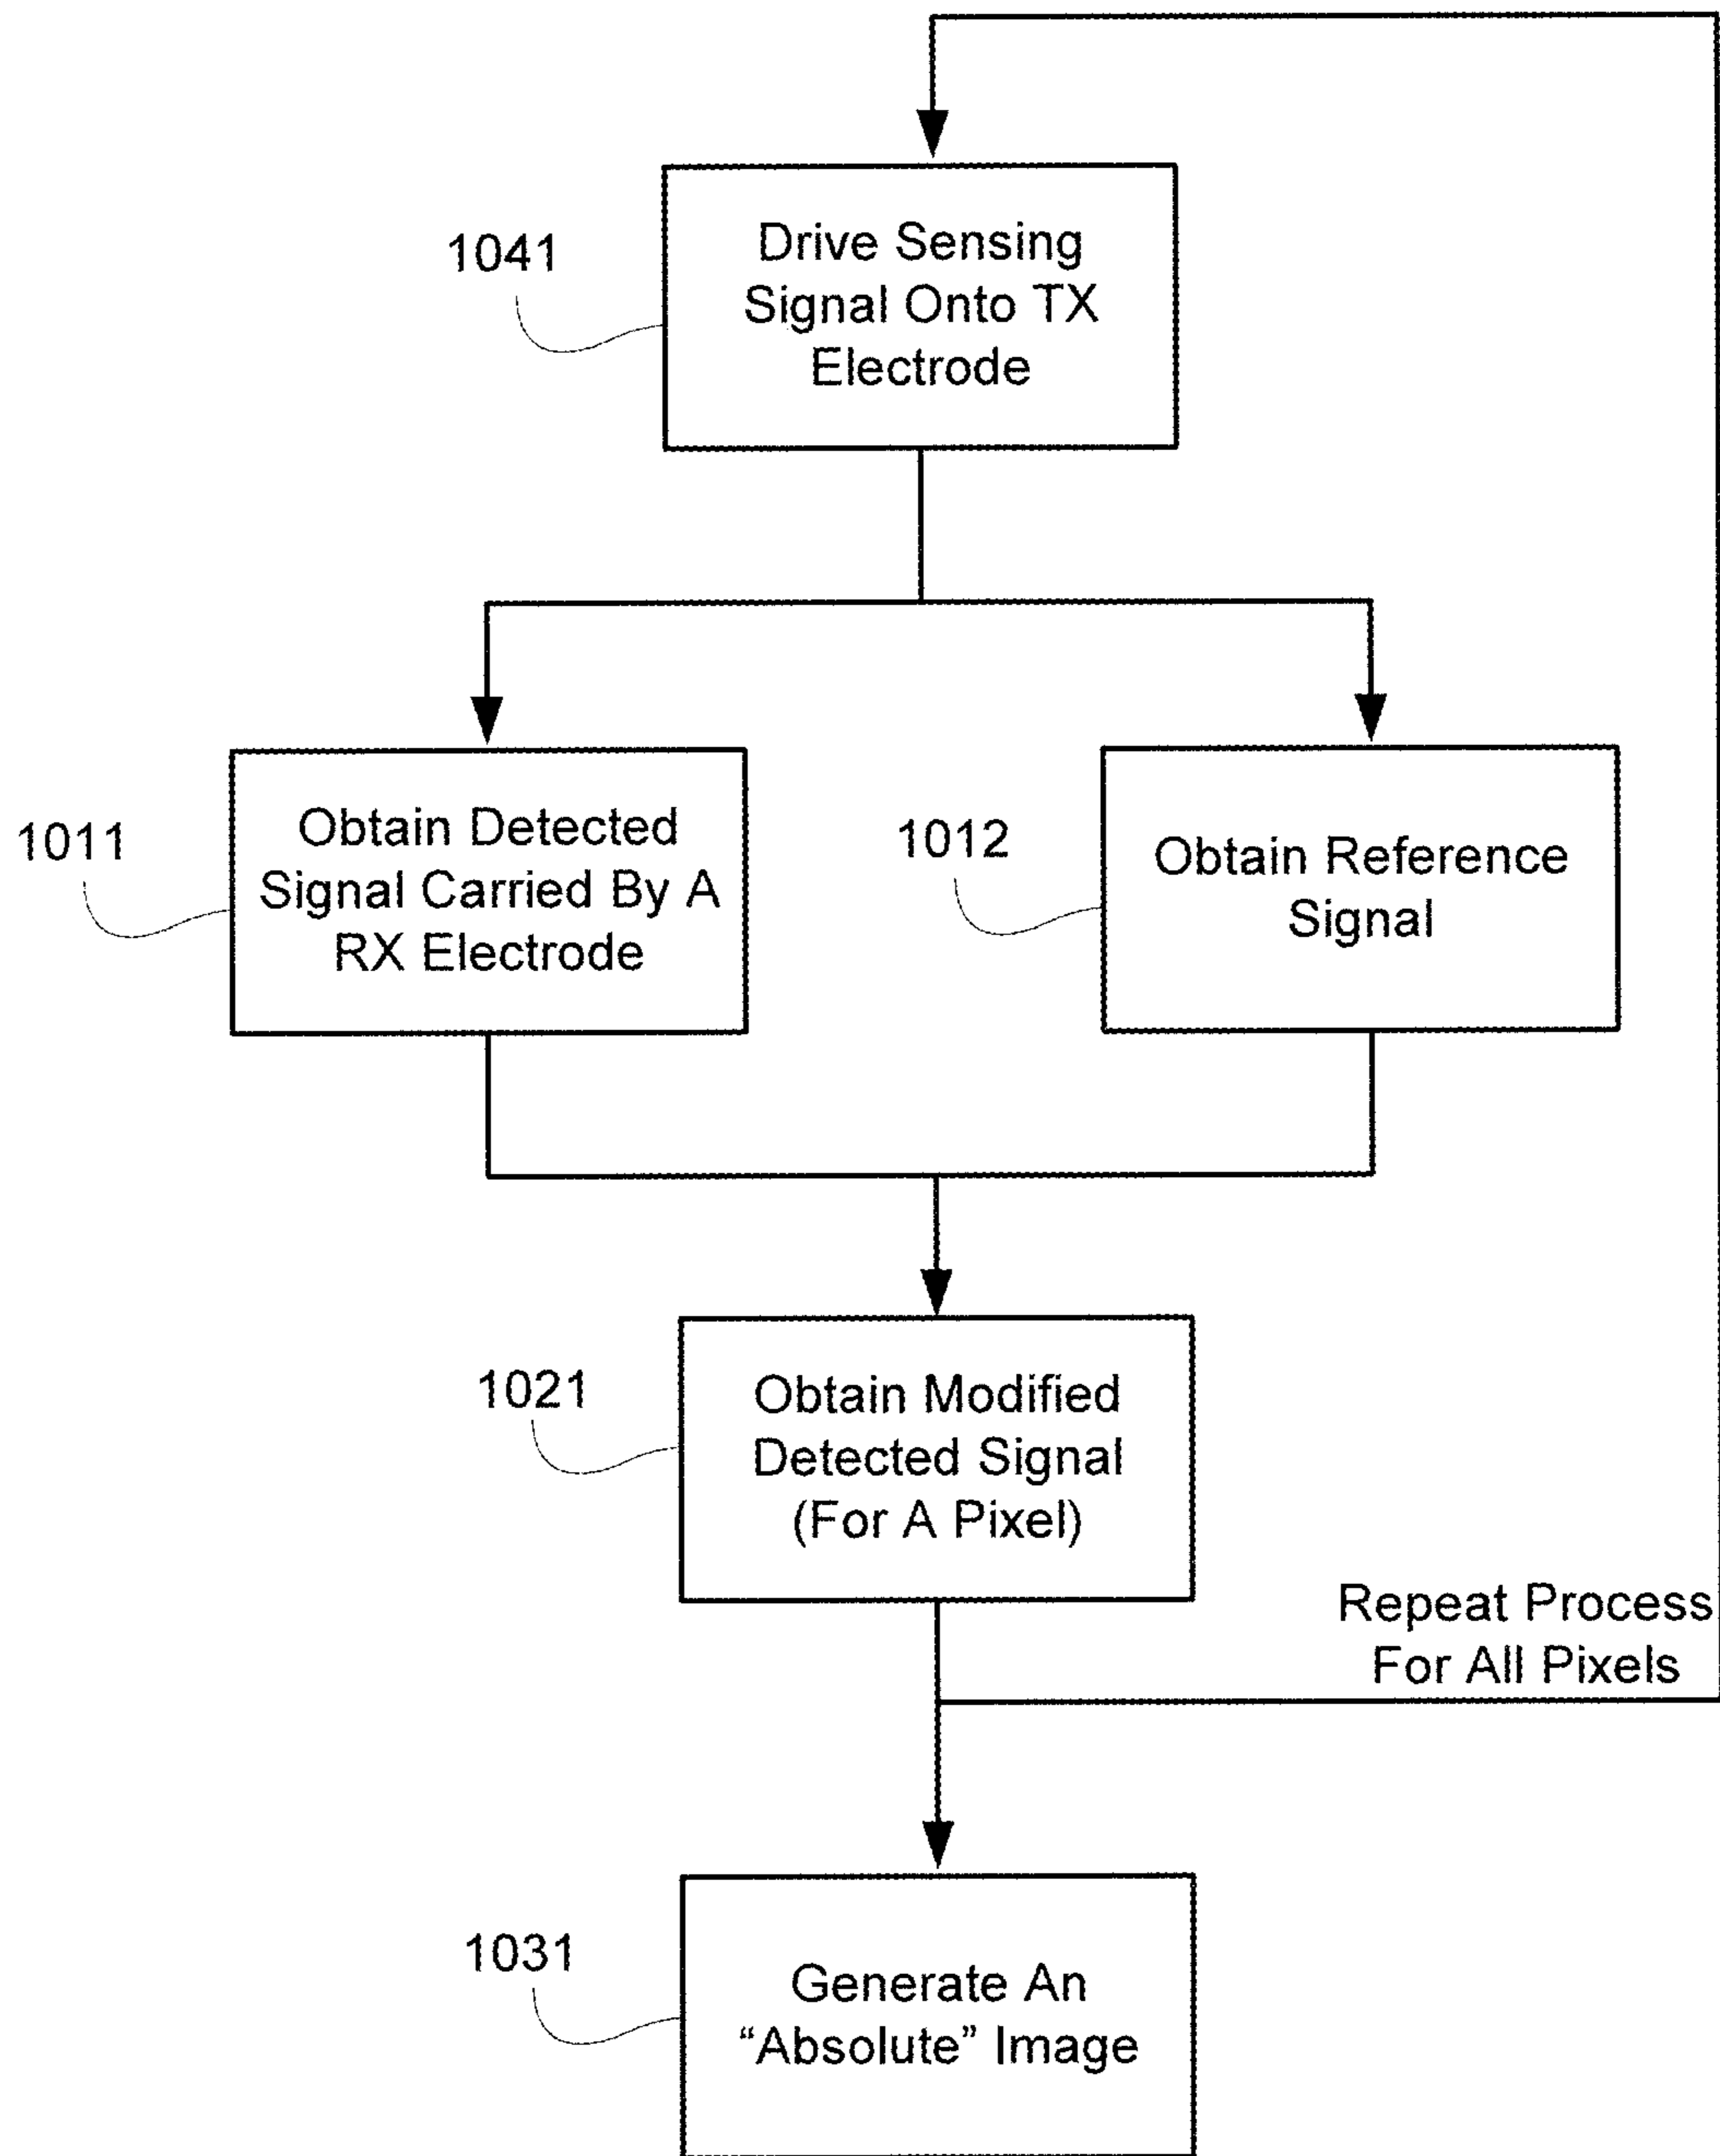 1041
Drive Sensing
Signal Onto TX
Electrode
1011
Obtain Detected
Signal Carried By A
RX Electrode
1012
Obtain Reference
Signal
1021
Obtain Modified
Detected Signal
(For A Pixel)
Repeat Process
For All Pixels
1031
Generate An
“Absolute” Image